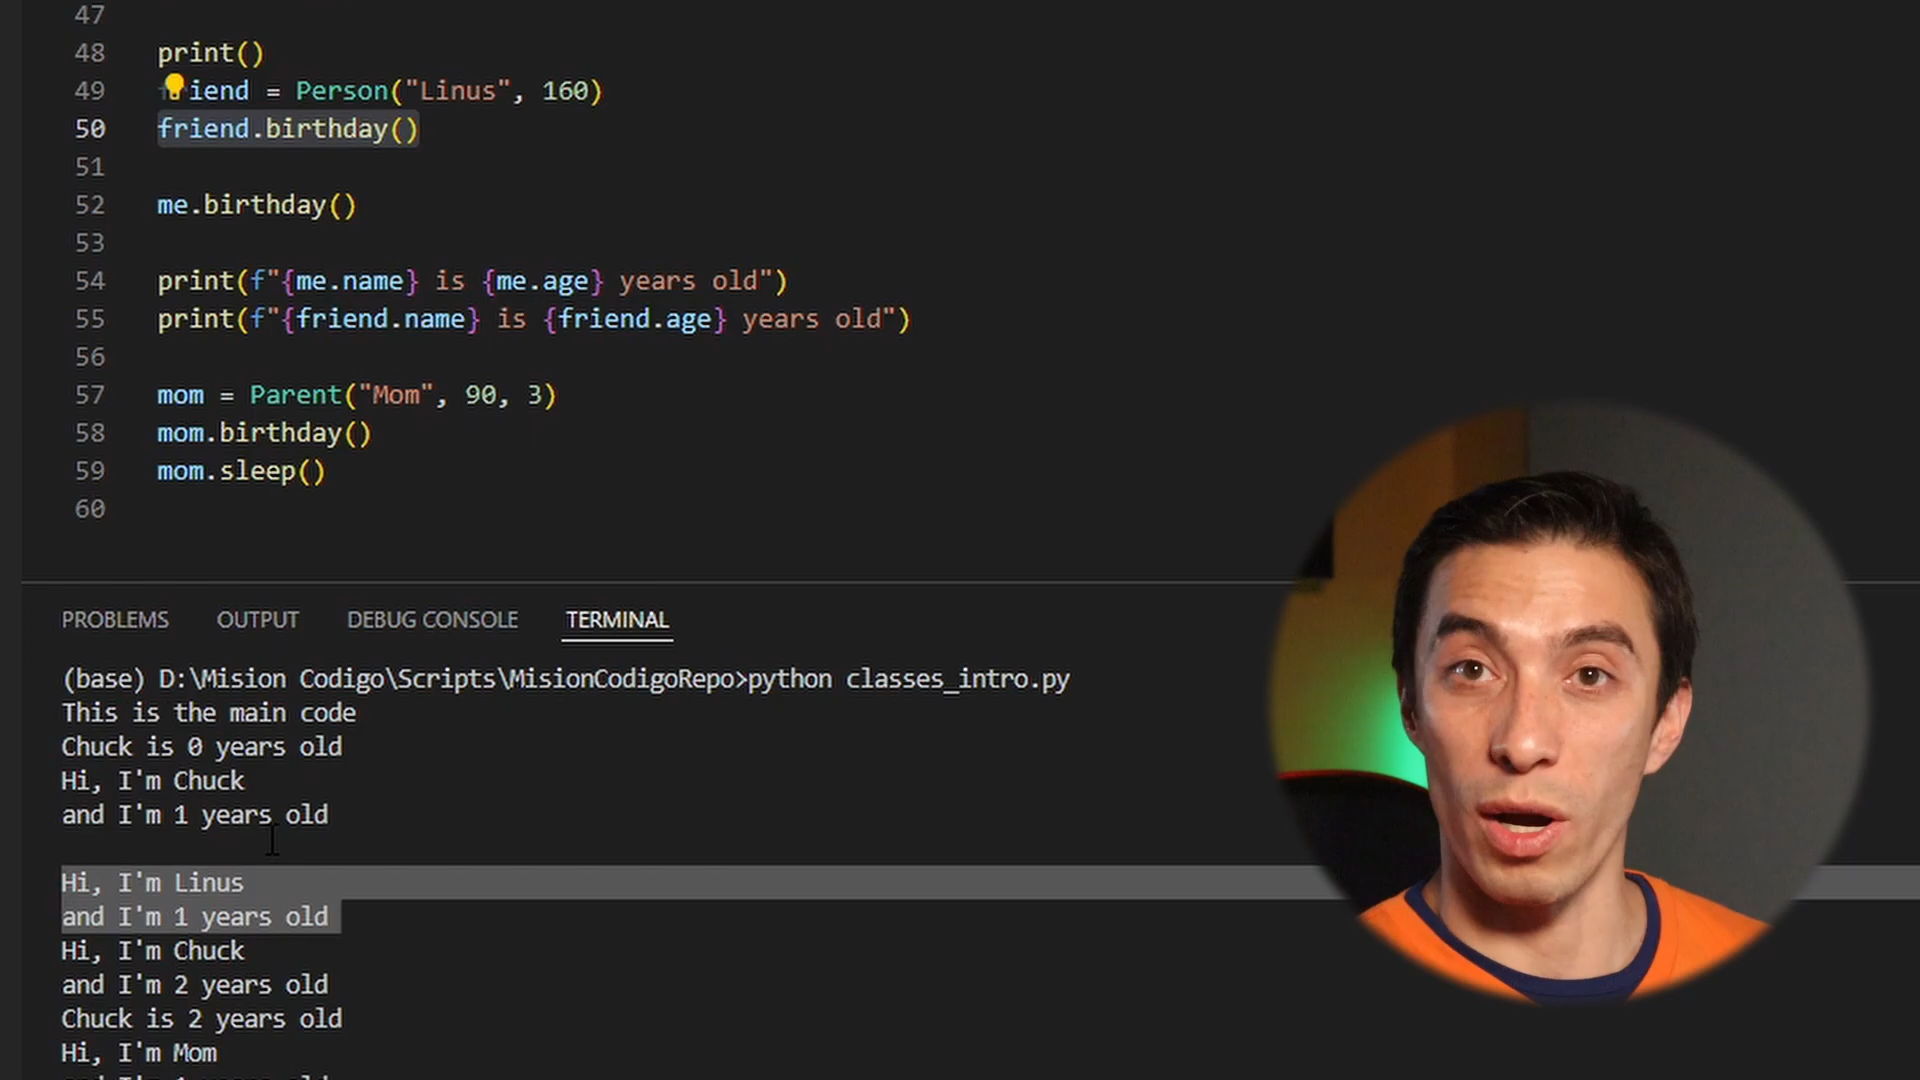 47
48 print()
49 friend = Person("Linus", 160)
50 friend.birthday()
51
52 me.birthday()
53
54 print(f"{me.name} is {me.age} years old")
55 print(f"{friend.name} is {friend.age} years old")
56
57 mom = Parent("Mom", 90, 3)
58 mom.birthday()
59 mom.sleep()
60
PROBLEMS OUTPUT DEBUG CONSOLE TERMINAL
(base) D:\Mision Codigo\Scripts\MisionCodigoRepo>python classes_intro.py
This is the main code
Chuck is 0 years old
Hi, I'm Chuck
and I'm 1 years old
Hi, I'm Linus
and I'm 1 years old
Hi, I'm Chuck
and I'm 2 years old
Chuck is 2 years old
Hi, I'm Mom